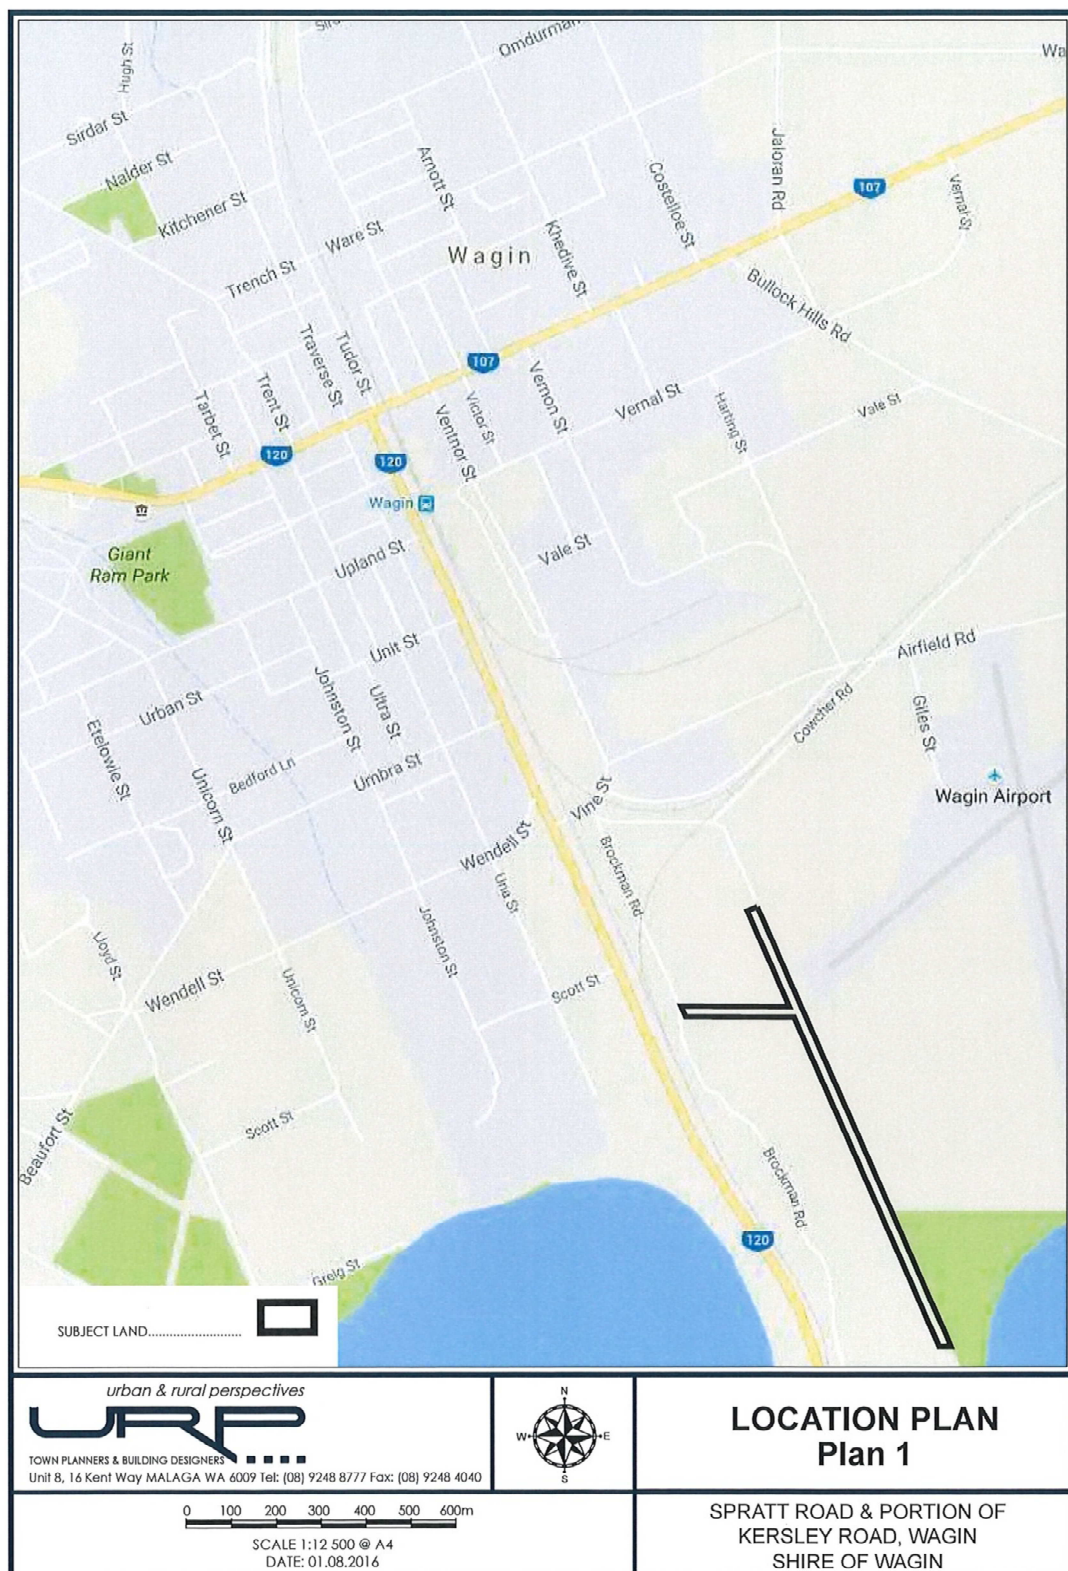 Omdurman
Wa
Hugh St
Sirdar St
Nalder St
Kitchener St
Arnott St
Costelloe St
Jaloran Rd
107
Vernal St
Ware St
Wagin
Khedive St
Trench St
Bullock Hills Rd
Traverse St
Tudor St
107
Tarbet St
Trent St
Victor St
Vernon St
Ventnor St
Vernal St
Harting St
Vale St
120
120
Wagin
Giant
Ram Park
Upland St
Vale St
Unit St
Airfield Rd
Johnston St
Ultra St
Cowcher Rd
Giles St
Urban St
Etelowie St
Unicorn St
Bedford Ln
Umbra St
Vine St
Wagin Airport
Wendell St
Brockman Rd
Una St
Johnston St
Lloyd St
Wendell St
Unicorn St
Scott St
Beaufort St
Scott St
Brockman Rd
120
Greig St
SUBJECT LAND..........................
urban & rural perspectives
URP
TOWN PLANNERS & BUILDING DESIGNERS
Unit 8, 16 Kent Way MALAGA WA 6009 Tel: (08) 9248 8777 Fax: (08) 9248 4040
N
W E
S
LOCATION PLAN
Plan 1
0 100 200 300 400 500 600m
SCALE 1:12 500 @ A4
DATE: 01.08.2016
SPRATT ROAD & PORTION OF
KERSLEY ROAD, WAGIN
SHIRE OF WAGIN